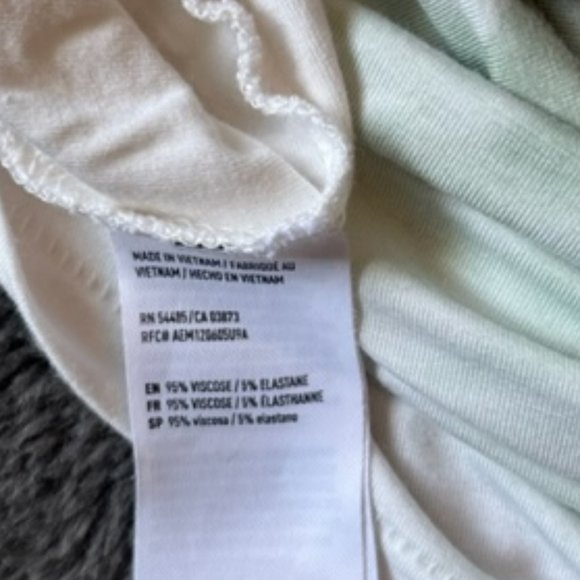 MADE IN VIETNAM / FABRIQUÉ AU
VIETNAM / HECHO EN VIETNAM
RN 54485/CA 03873
RFC# AEM120605U9A
EN 95% VISCOSE / 5% ELASTANE
FR 95% VISCOSE / 5% ÉLASTHANNE
SP 95% viscosa / 5% elastano